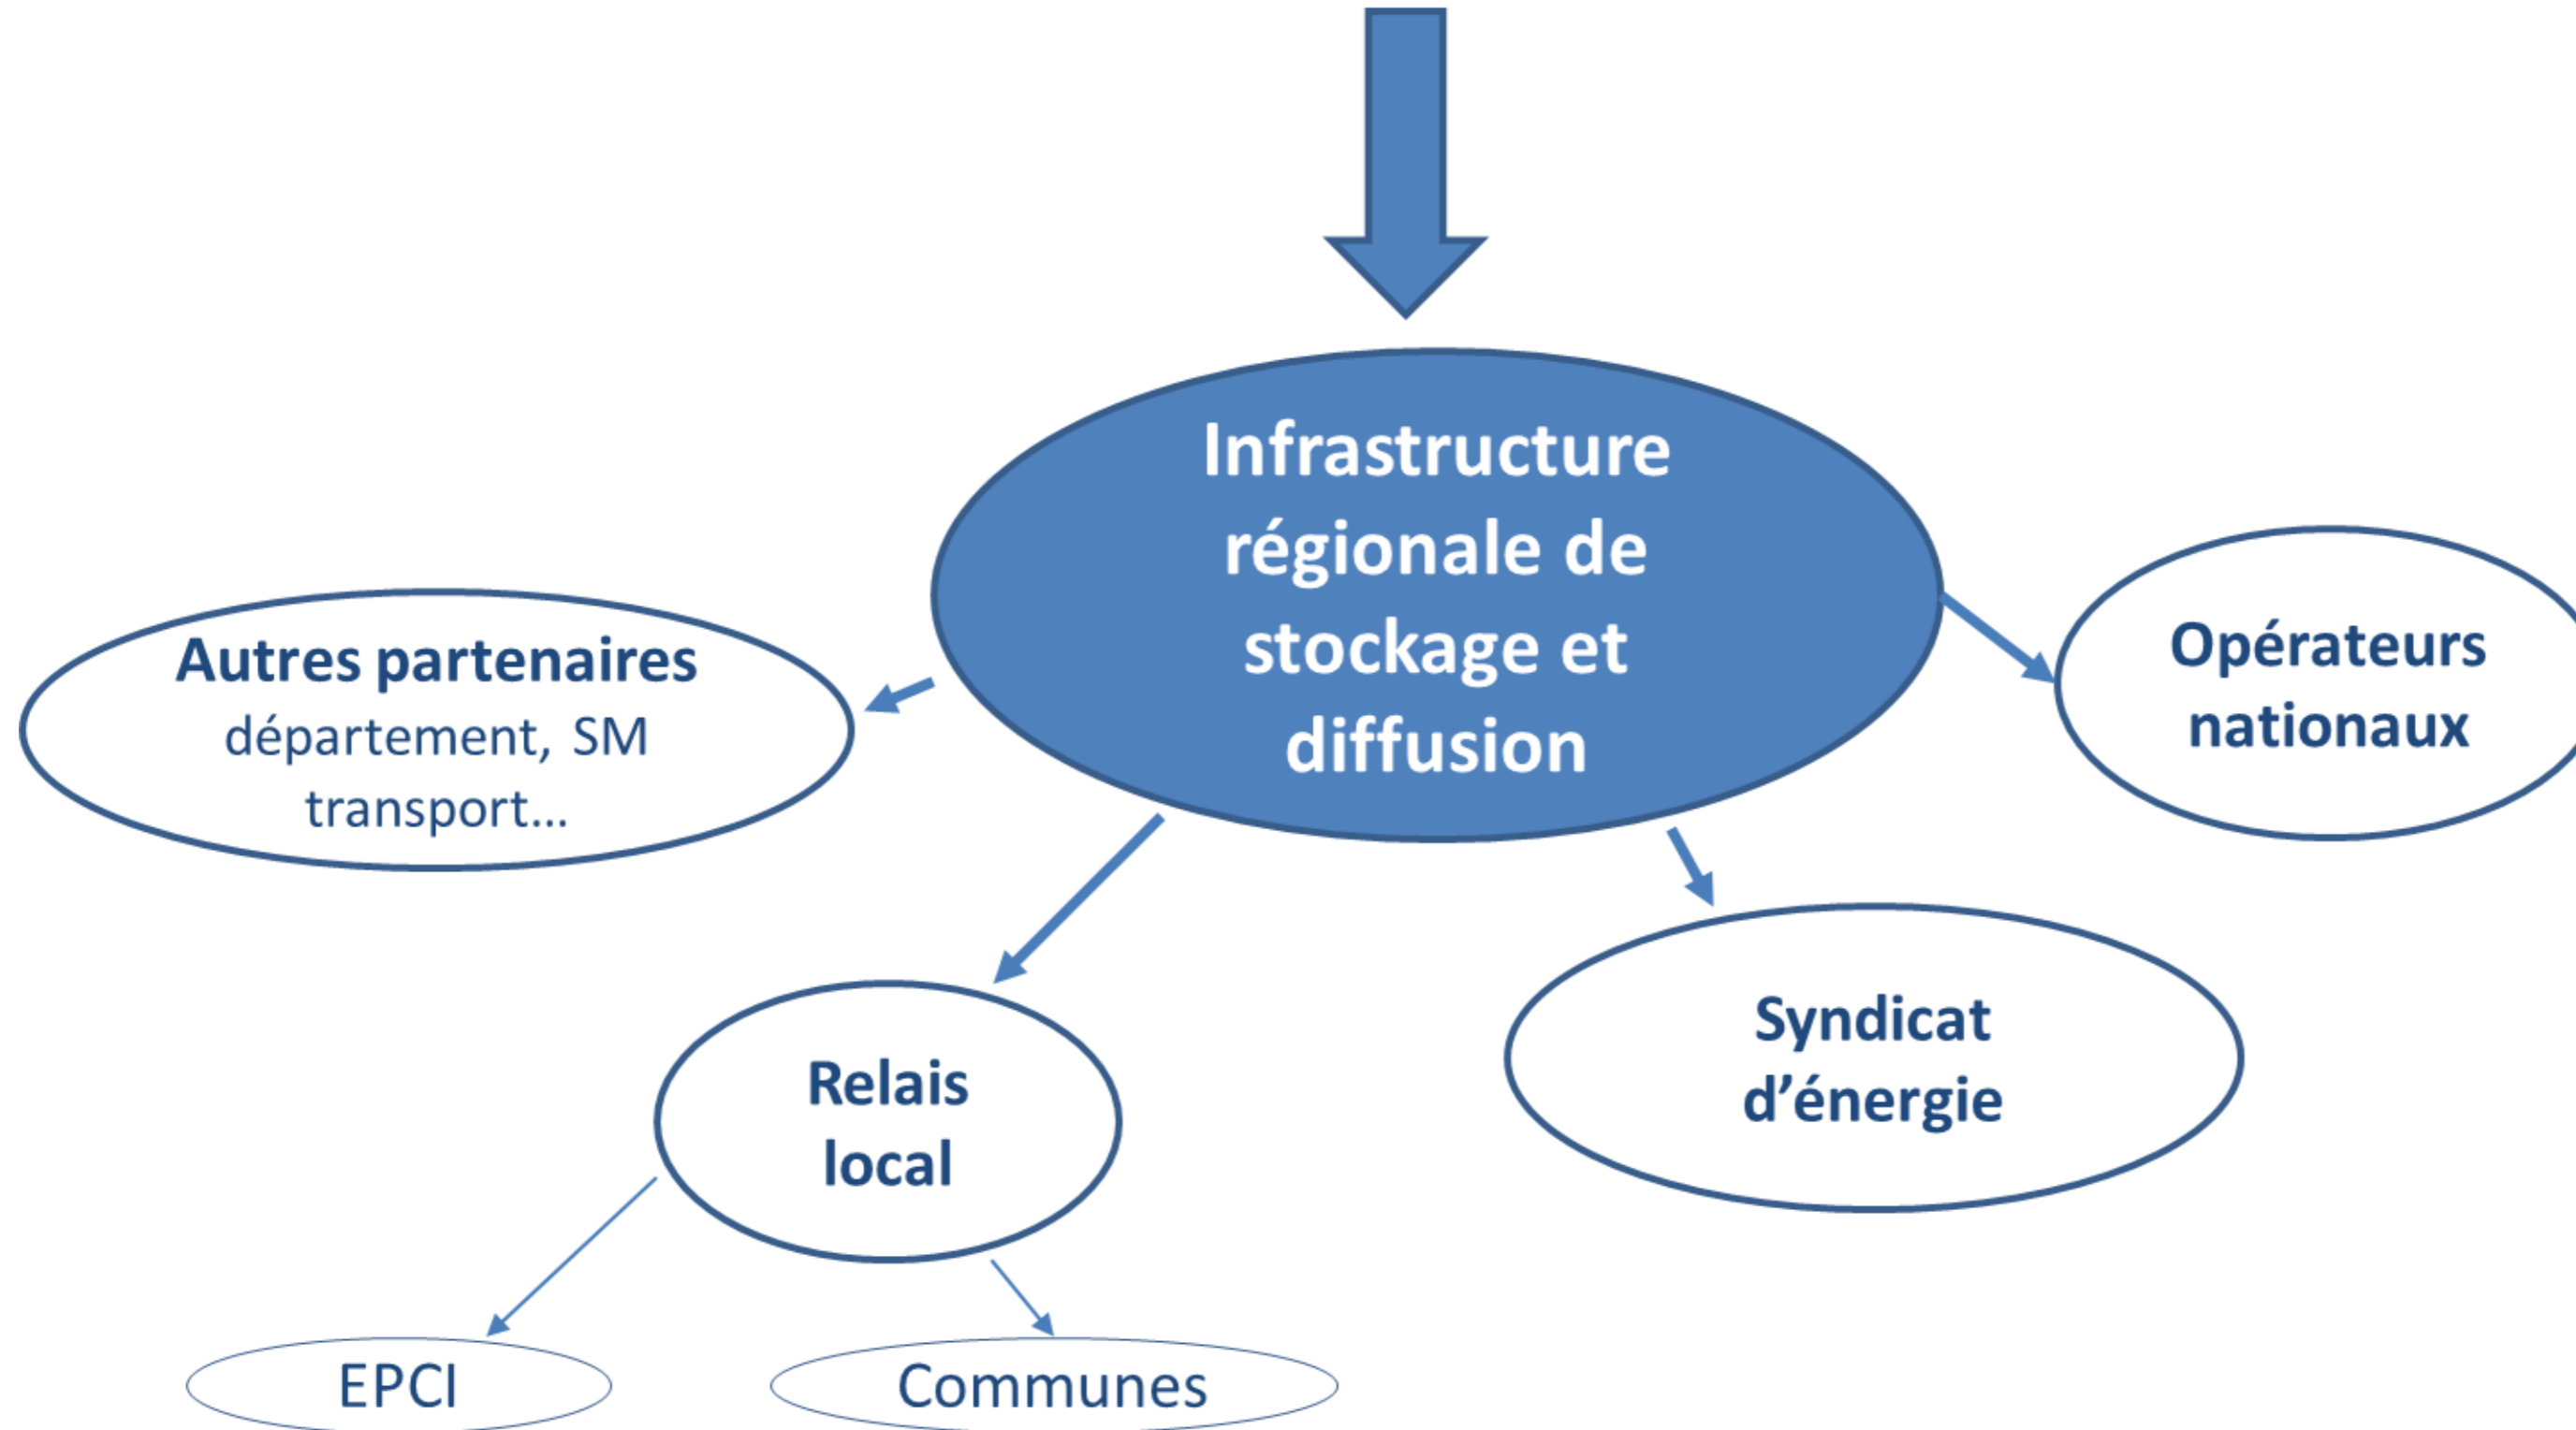 Infrastructure
régionale de
stockage et
diffusion
Autres partenaires
département, SM
transport…
Opérateurs
nationaux
Relais
local
Syndicat
d’énergie
EPCI
Communes